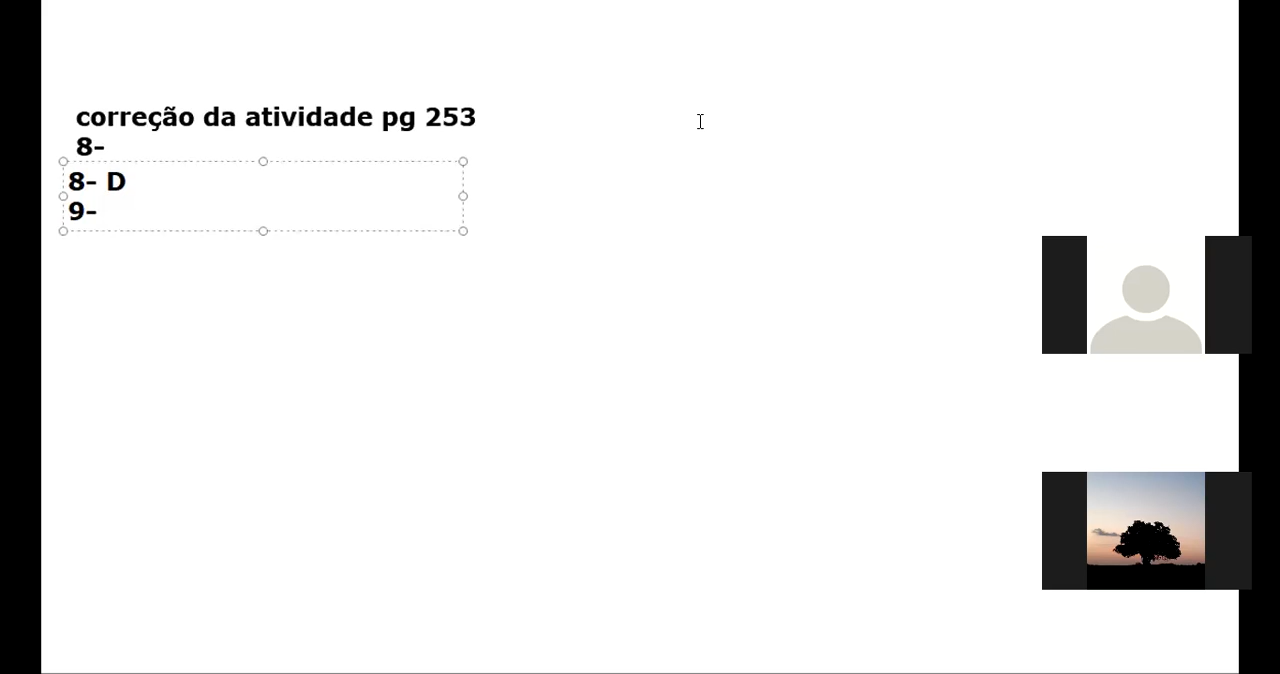 correção da atividade pg 253
8-
8- D
9-